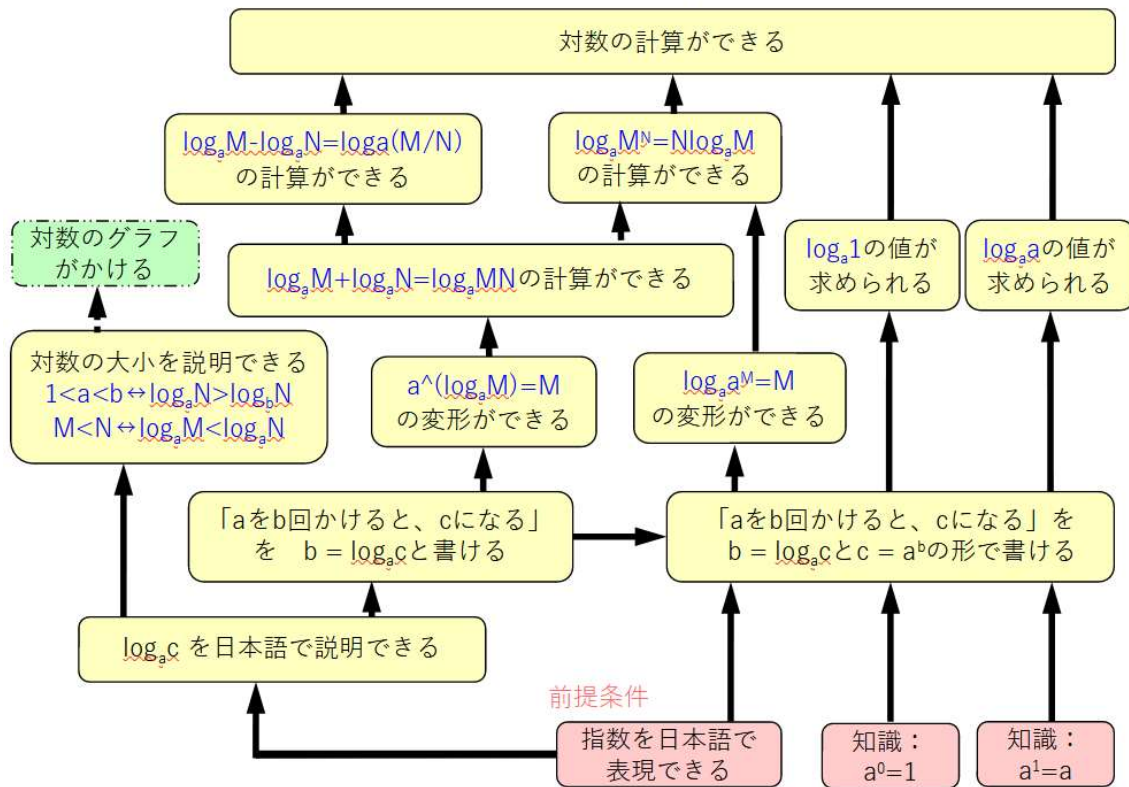 対数の計算ができる
logₐM-logₐN=loga(M/N)
の計算ができる
logₐMᴺ=NlogₐM
の計算ができる
対数のグラフ
がかける
logₐM+logₐN=logₐMNの計算ができる
logₐ1の値が
求められる
logₐaの値が
求められる
対数の大小を説明できる
1<a<b↔logₐN>log_bN
M<N↔logₐM<logₐN
a^(logₐM)=M
の変形ができる
logₐaᴹ=M
の変形ができる
「aをb回かけると、cになる」
を b = logₐcと書ける
「aをb回かけると、cになる」を
b = logₐcとc = aᵇの形で書ける
logₐc を日本語で説明できる
前提条件
指数を日本語で
表現できる
知識：
a⁰=1
知識：
a¹=a